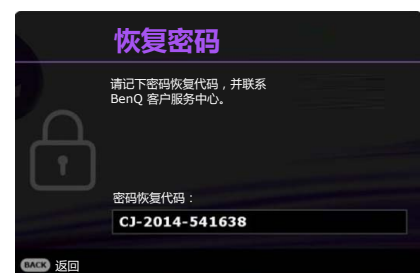 恢复密码
请记下密码恢复代码，并联系
BenQ 客户服务中心。
密码恢复代码：
CJ-2014-541638
BACK 返回